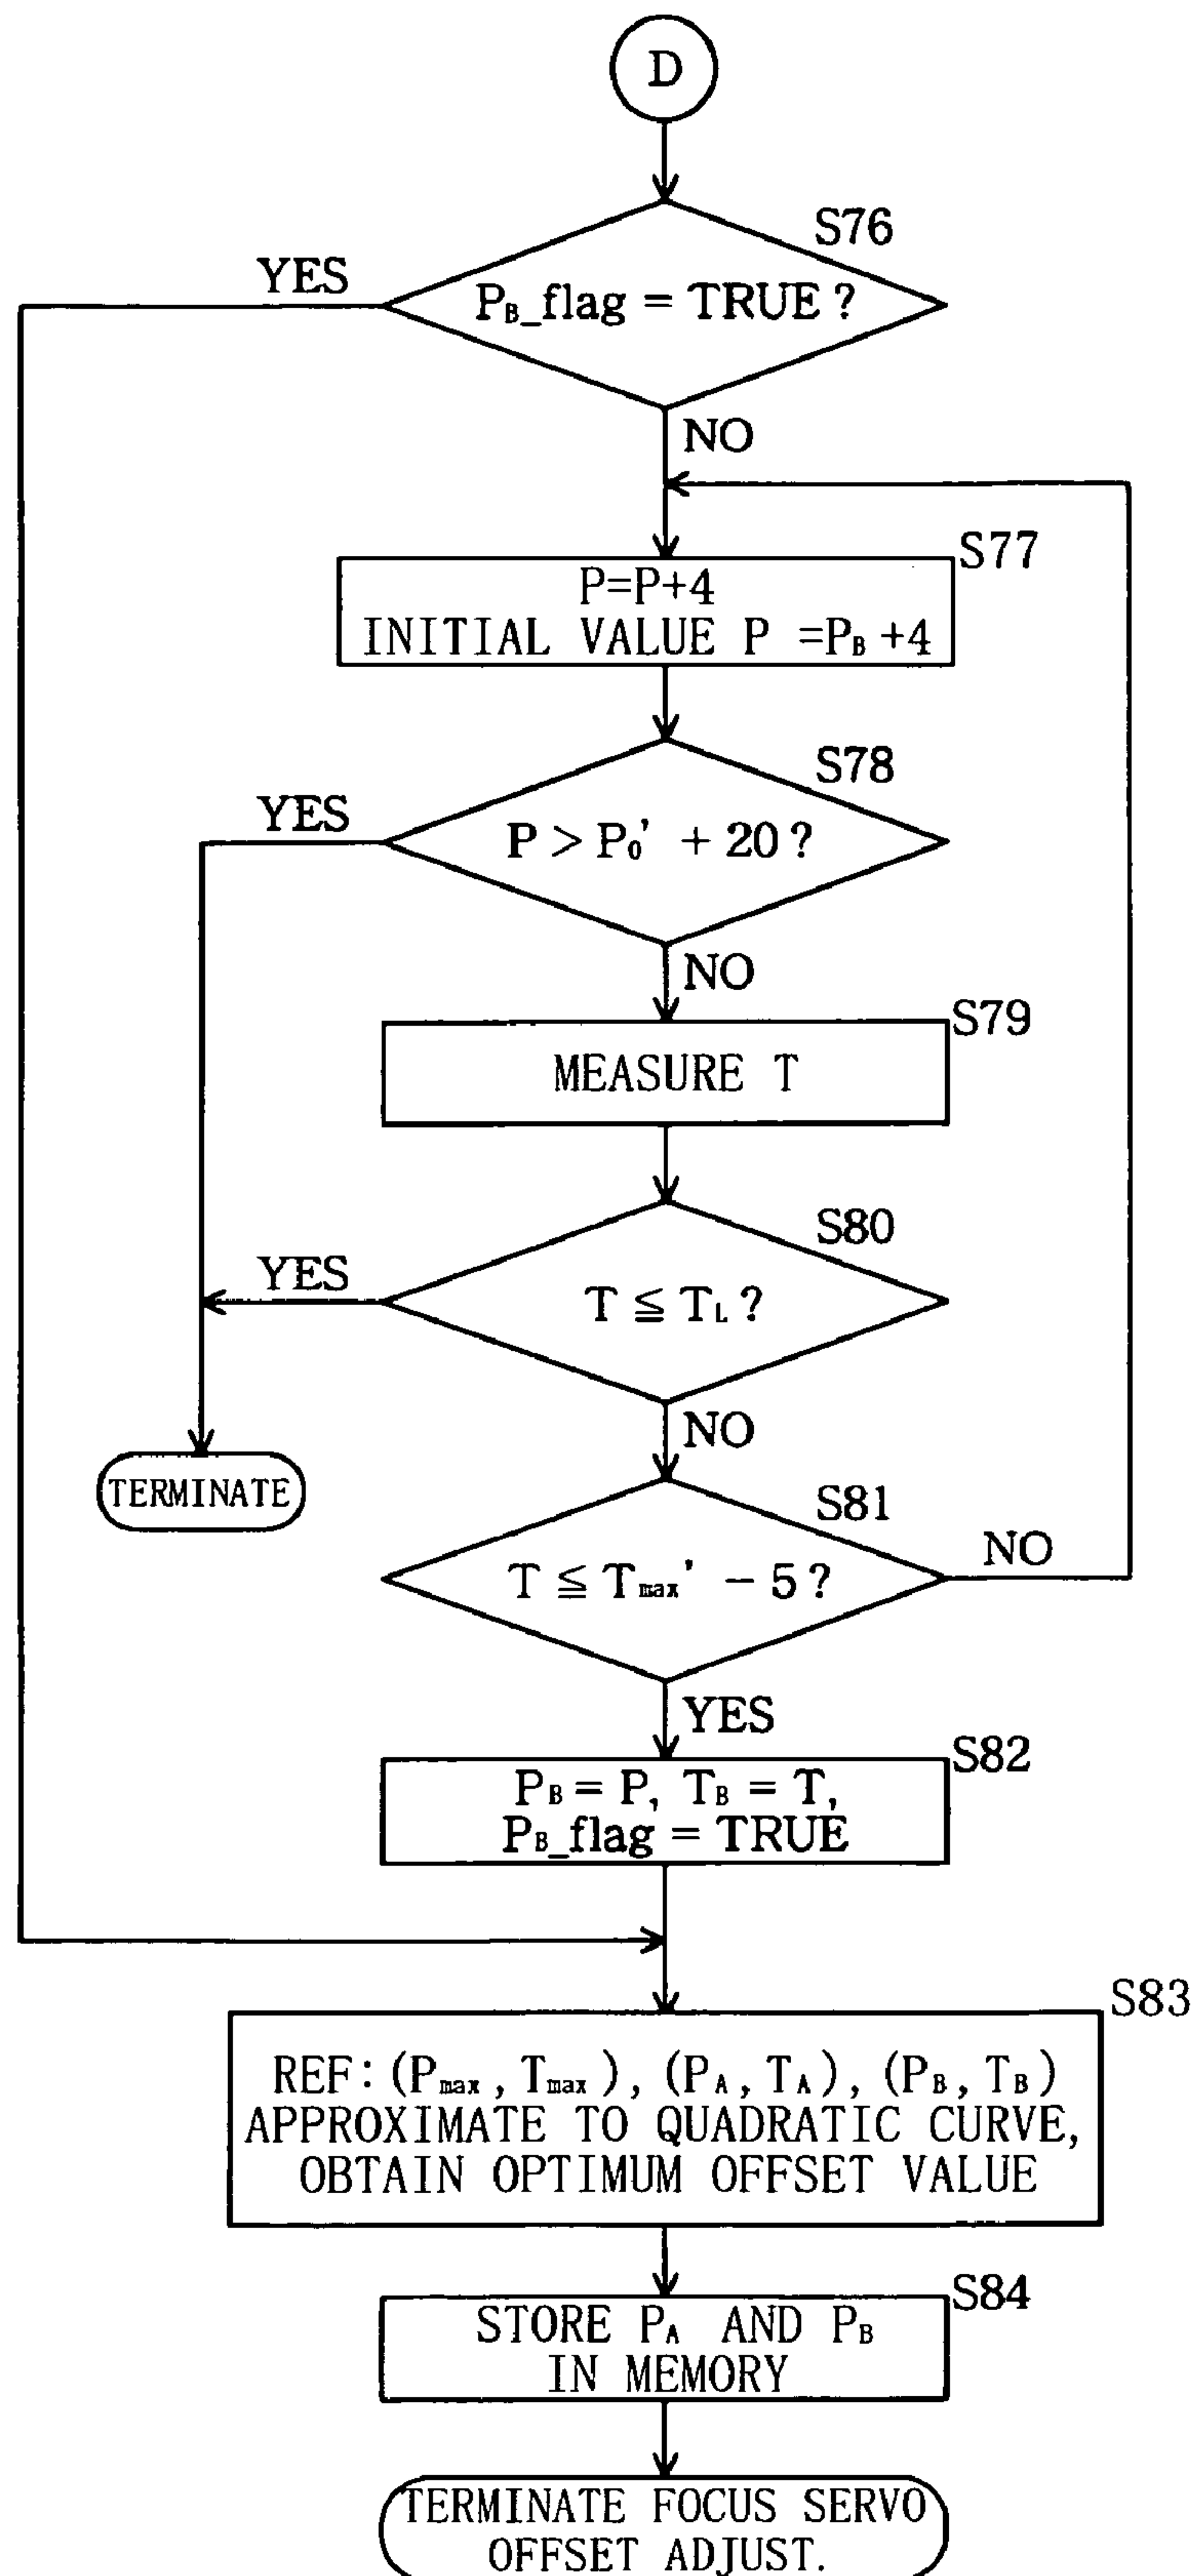 D
S76
YES
P_B_flag = TRUE ?
NO
S77
P=P+4
INITIAL VALUE P =P_B +4
S78
YES
P > P_0' + 20 ?
NO
S79
MEASURE T
S80
YES
T ≦ T_L ?
NO
TERMINATE
S81
NO
T ≦ T_max' − 5 ?
YES
S82
P_B = P, T_B = T,
P_B_flag = TRUE
S83
REF: (P_max, T_max), (P_A, T_A), (P_B, T_B)
APPROXIMATE TO QUADRATIC CURVE,
OBTAIN OPTIMUM OFFSET VALUE
S84
STORE P_A AND P_B
IN MEMORY
TERMINATE FOCUS SERVO
OFFSET ADJUST.